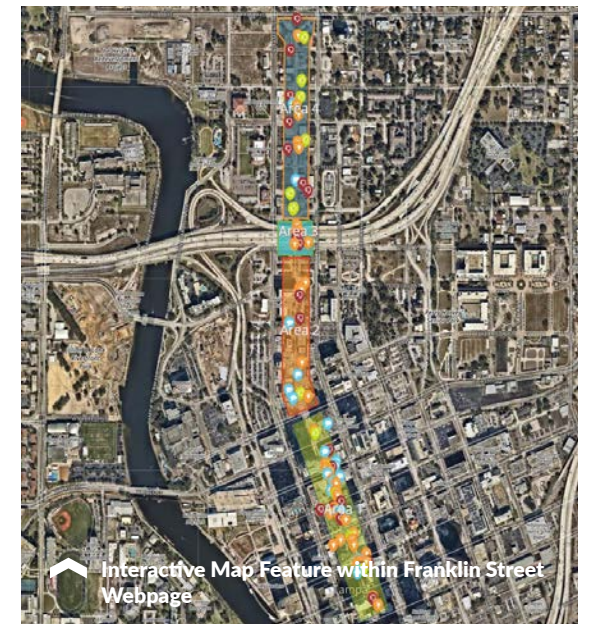 Area 4
Area 3
Area 2
Area 1
Interactive Map Feature within Franklin Street
Webpage